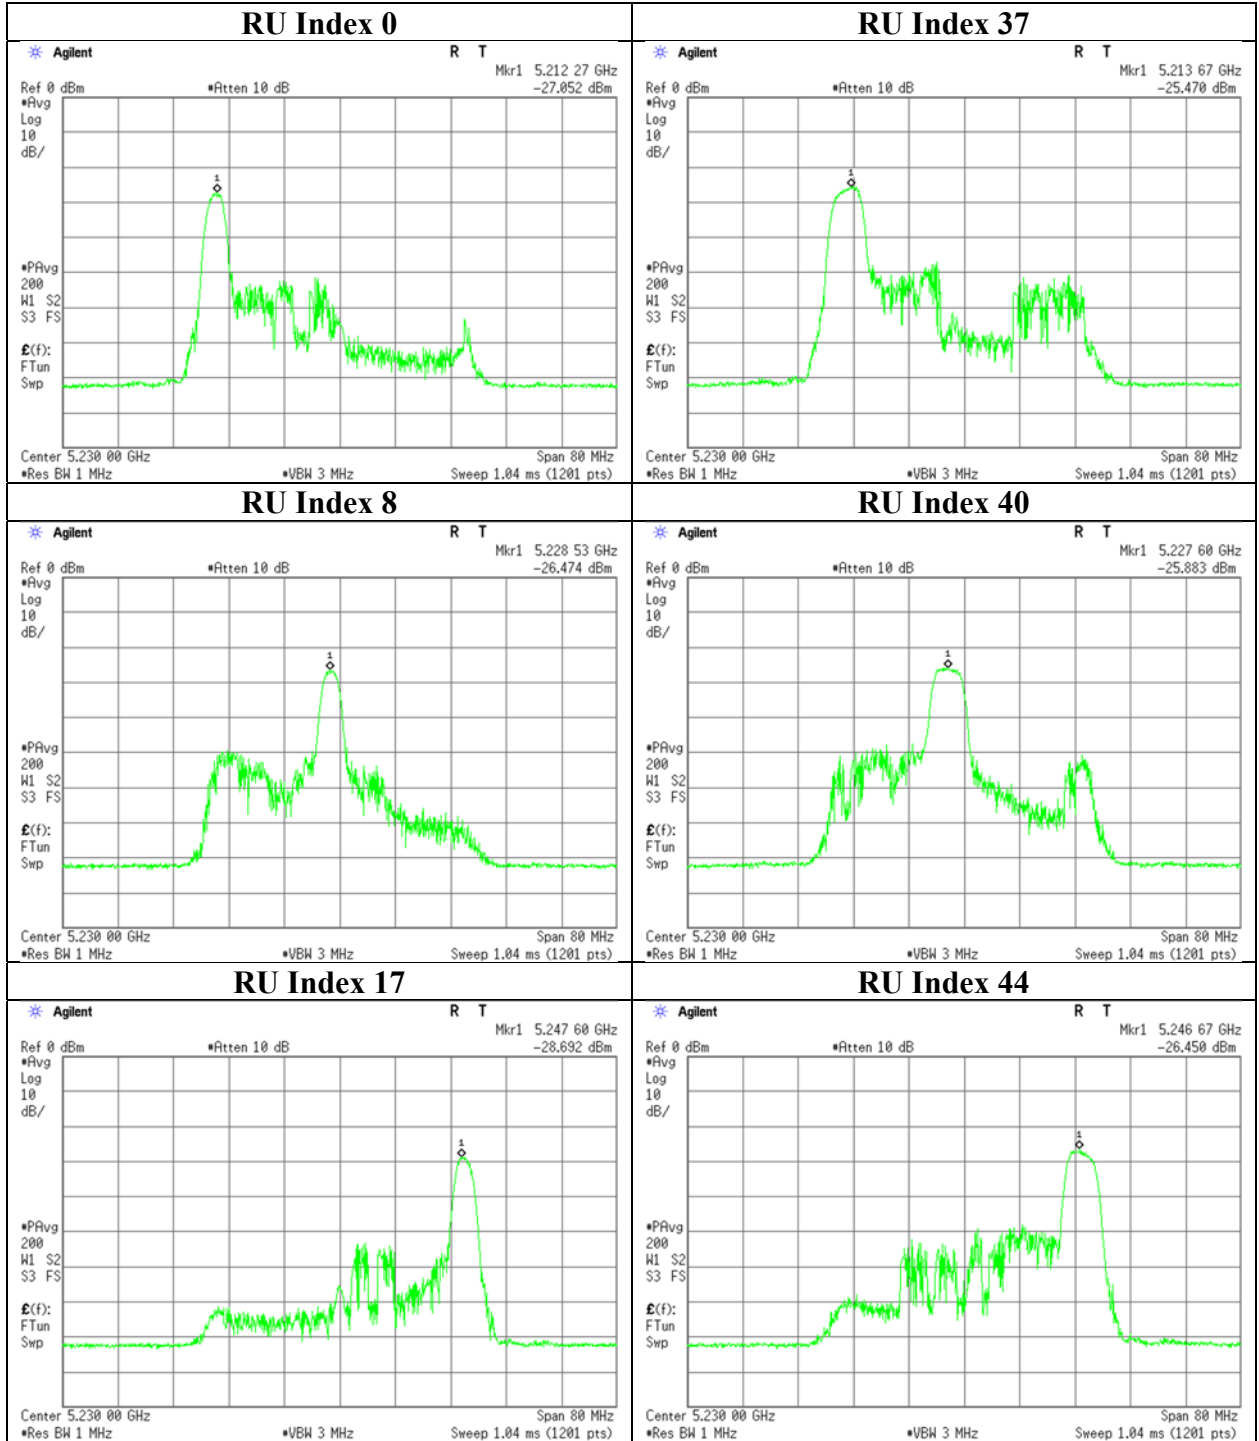 RU Index 0
Agilent
R T
Mkr1 5.212 27 GHz
Ref 0 dBm #Atten 10 dB -27.052 dBm
#Avg
Log
10
dB/
1
#PAvg
200
W1 S2
S3 FS
£(f):
FTun
Swp
Center 5.230 00 GHz Span 80 MHz
#Res BW 1 MHz #VBW 3 MHz Sweep 1.04 ms (1201 pts)
RU Index 37
Agilent
R T
Mkr1 5.213 67 GHz
Ref 0 dBm #Atten 10 dB -25.470 dBm
#Avg
Log
10
dB/
1
#PAvg
200
W1 S2
S3 FS
£(f):
FTun
Swp
Center 5.230 00 GHz Span 80 MHz
#Res BW 1 MHz #VBW 3 MHz Sweep 1.04 ms (1201 pts)
RU Index 8
Agilent
R T
Mkr1 5.228 53 GHz
Ref 0 dBm #Atten 10 dB -26.474 dBm
#Avg
Log
10
dB/
1
#PAvg
200
W1 S2
S3 FS
£(f):
FTun
Swp
Center 5.230 00 GHz Span 80 MHz
#Res BW 1 MHz #VBW 3 MHz Sweep 1.04 ms (1201 pts)
RU Index 40
Agilent
R T
Mkr1 5.227 60 GHz
Ref 0 dBm #Atten 10 dB -25.883 dBm
#Avg
Log
10
dB/
1
#PAvg
200
W1 S2
S3 FS
£(f):
FTun
Swp
Center 5.230 00 GHz Span 80 MHz
#Res BW 1 MHz #VBW 3 MHz Sweep 1.04 ms (1201 pts)
RU Index 17
Agilent
R T
Mkr1 5.247 60 GHz
Ref 0 dBm #Atten 10 dB -28.692 dBm
#Avg
Log
10
dB/
1
#PAvg
200
W1 S2
S3 FS
£(f):
FTun
Swp
Center 5.230 00 GHz Span 80 MHz
#Res BW 1 MHz #VBW 3 MHz Sweep 1.04 ms (1201 pts)
RU Index 44
Agilent
R T
Mkr1 5.246 67 GHz
Ref 0 dBm #Atten 10 dB -26.450 dBm
#Avg
Log
10
dB/
1
#PAvg
200
W1 S2
S3 FS
£(f):
FTun
Swp
Center 5.230 00 GHz Span 80 MHz
#Res BW 1 MHz #VBW 3 MHz Sweep 1.04 ms (1201 pts)